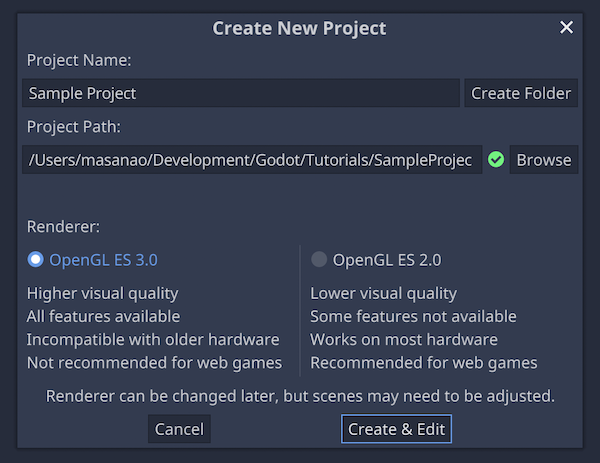 Create New Project
Project Name:
Sample Project
Create Folder
Project Path:
/Users/masanao/Development/Godot/Tutorials/SampleProjec
Browse
Renderer:
OpenGL ES 3.0
Higher visual quality
All features available
Incompatible with older hardware
Not recommended for web games
OpenGL ES 2.0
Lower visual quality
Some features not available
Works on most hardware
Recommended for web games
Renderer can be changed later, but scenes may need to be adjusted.
Cancel
Create & Edit